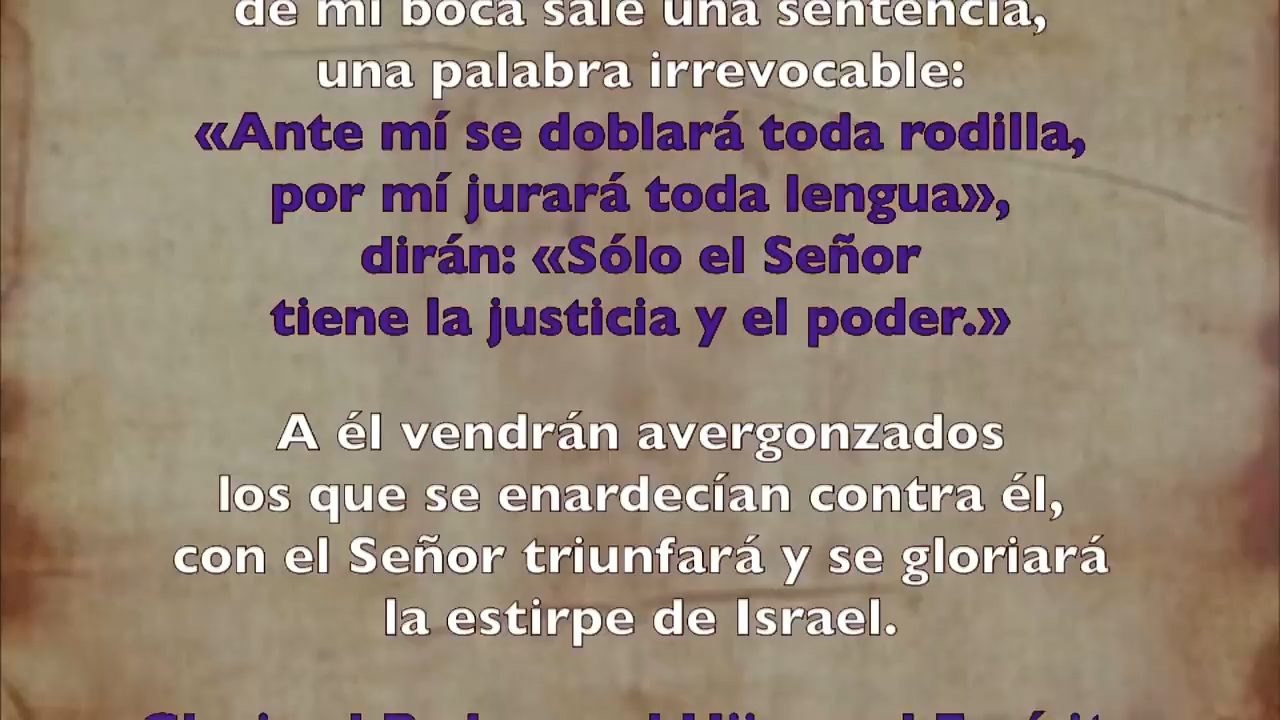 de mi boca sale una sentencia,
una palabra irrevocable:
«Ante mí se doblará toda rodilla,
por mí jurará toda lengua»,
dirán: «Sólo el Señor
tiene la justicia y el poder.»
A él vendrán avergonzados
los que se enardecían contra él,
con el Señor triunfará y se gloriará
la estirpe de Israel.